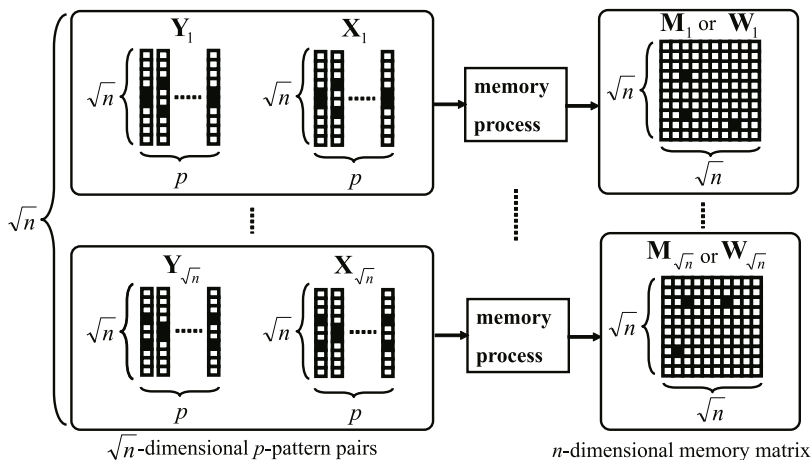 Y₁ X₁ M₁ or W₁
√n √n memory process √n
p p √n
√n
Y√n X√n M√n or W√n
√n √n memory process √n
p p √n
√n-dimensional p-pattern pairs n-dimensional memory matrix